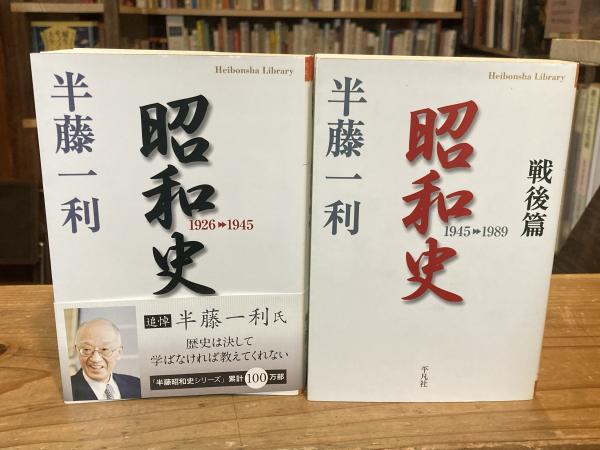 Heibonsha Library
半藤一利
昭和史
1926▸▸1945
追悼 半藤一利氏
歴史は決して
学ばなければ教えてくれない
「半藤昭和史シリーズ」累計100万部
Heibonsha Library
半藤一利
昭和史
1945▸▸1989
戦後篇
平凡社